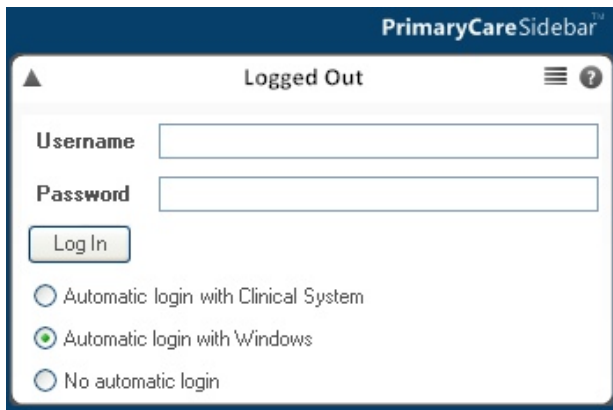 PrimaryCareSidebar™
Logged Out
Username
Password
Log In
Automatic login with Clinical System
Automatic login with Windows
No automatic login